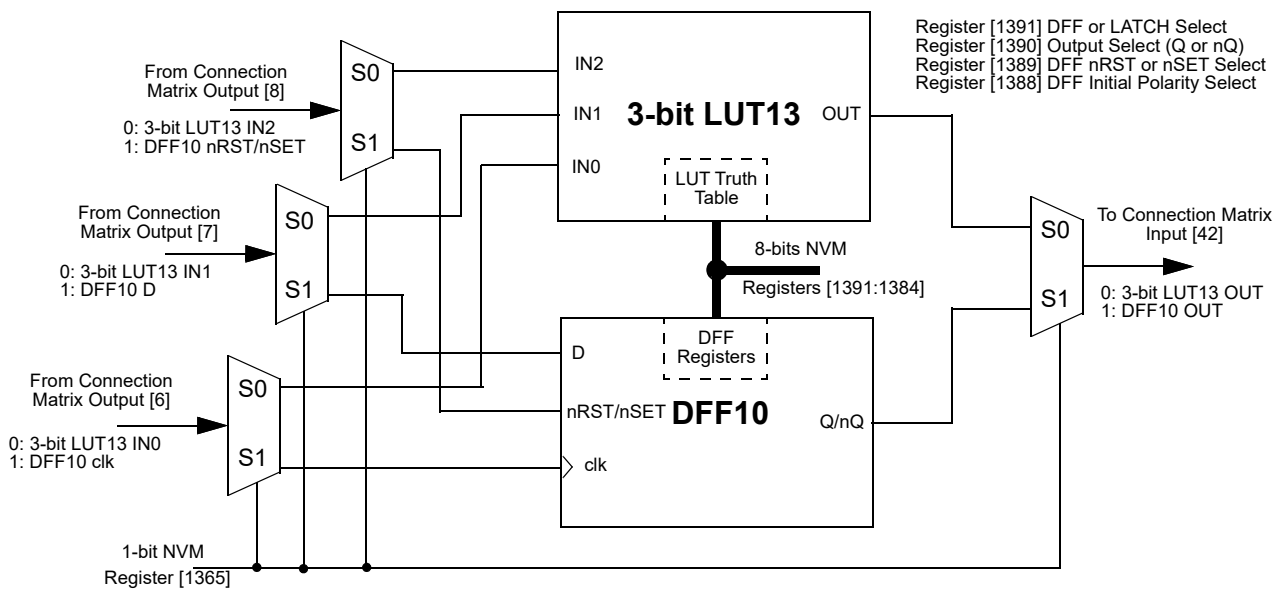 Register [1391] DFF or LATCH Select
Register [1390] Output Select (Q or nQ)
Register [1389] DFF nRST or nSET Select
Register [1388] DFF Initial Polarity Select
From Connection
Matrix Output [8]
0: 3-bit LUT13 IN2
1: DFF10 nRST/nSET
S0
S1
IN2
IN1
IN0
3-bit LUT13
OUT
LUT Truth
Table
From Connection
Matrix Output [7]
0: 3-bit LUT13 IN1
1: DFF10 D
S0
S1
8-bits NVM
Registers [1391:1384]
To Connection Matrix
Input [42]
S0
S1
0: 3-bit LUT13 OUT
1: DFF10 OUT
From Connection
Matrix Output [6]
0: 3-bit LUT13 IN0
1: DFF10 clk
S0
S1
DFF
Registers
D
nRST/nSET
DFF10
Q/nQ
clk
1-bit NVM
Register [1365]